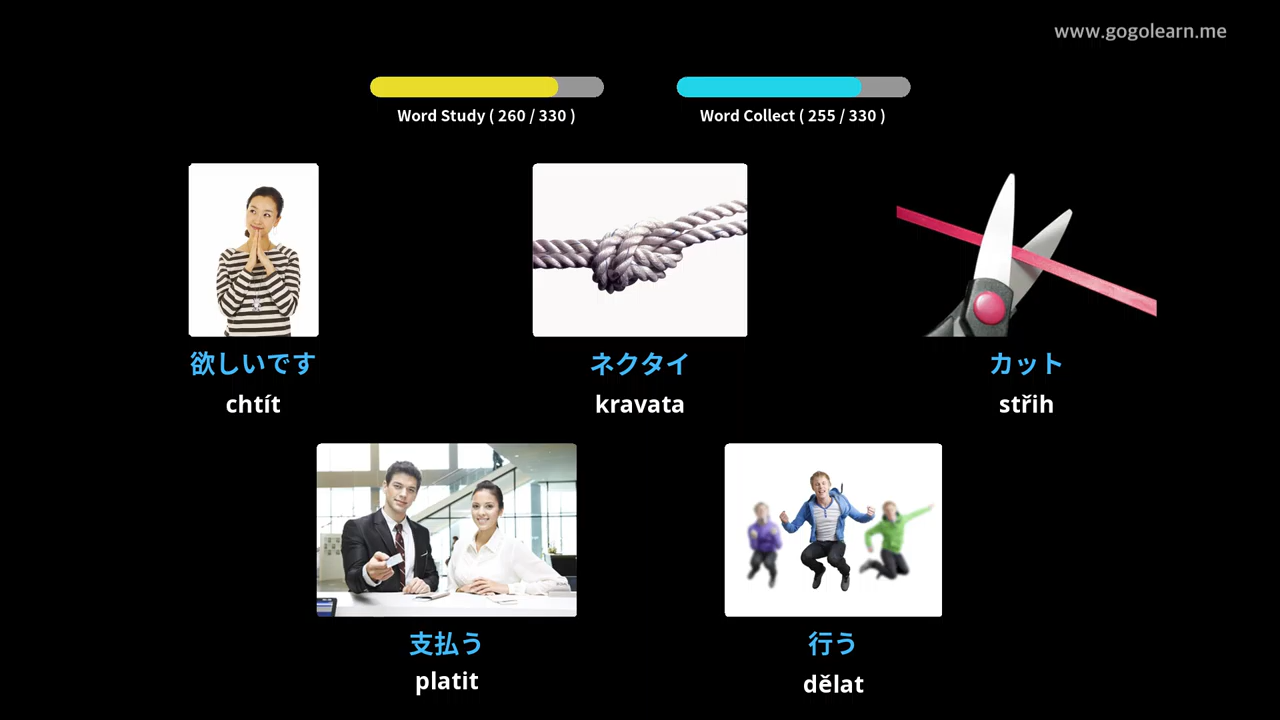 www.gogolearn.me
Word Study ( 260 / 330 )
Word Collect ( 255 / 330 )
欲しいです
chtít
ネクタイ
kravata
カット
střih
支払う
platit
行う
dělat